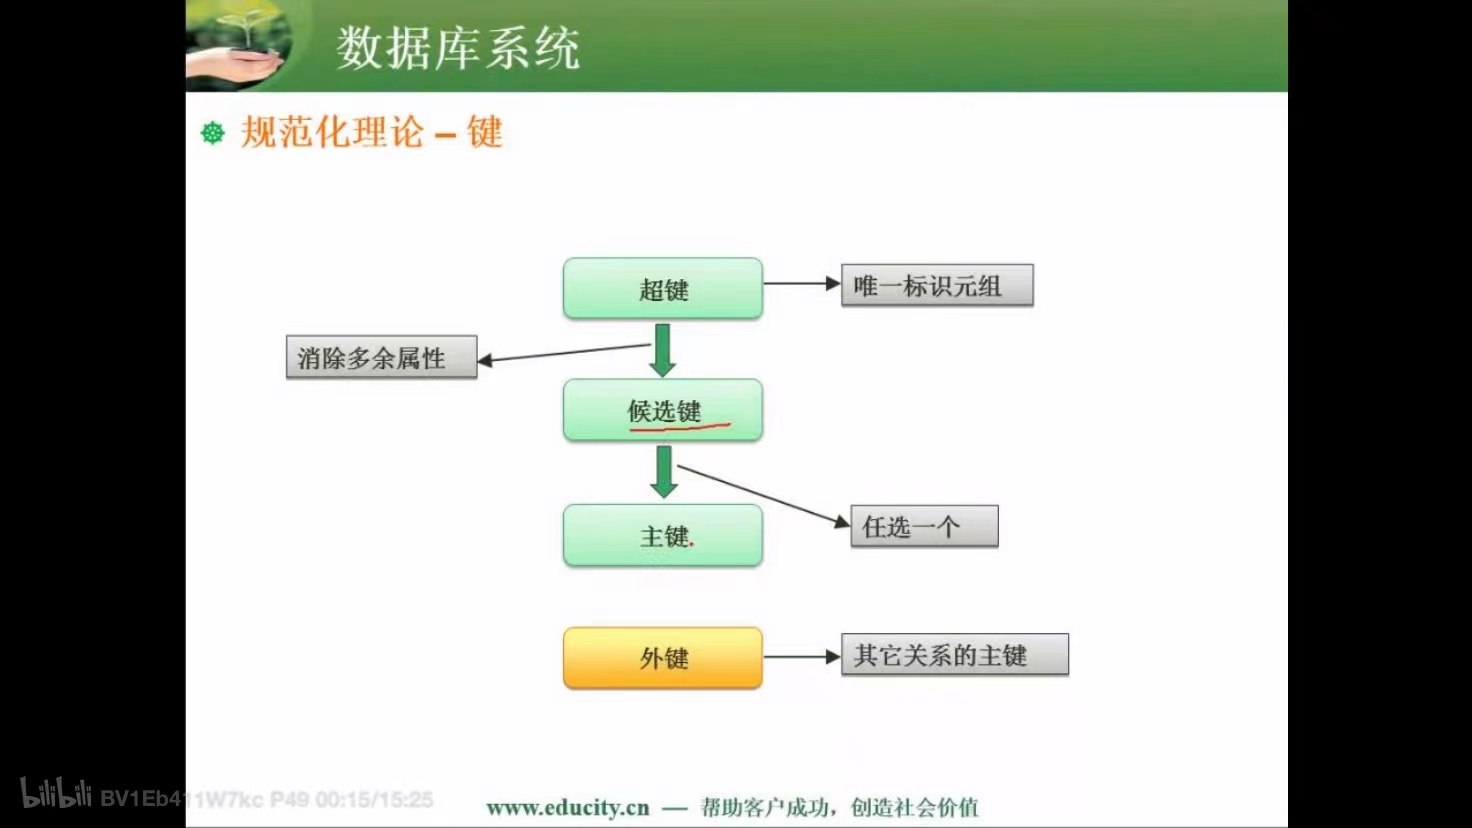 数据库系统
规范化理论 – 键
超键
唯一标识元组
消除多余属性
候选键
主键
任选一个
外键
其它关系的主键
bilibili BV1Eb411W7kc P49 00:15/15:25
www.educity.cn — 帮助客户成功，创造社会价值